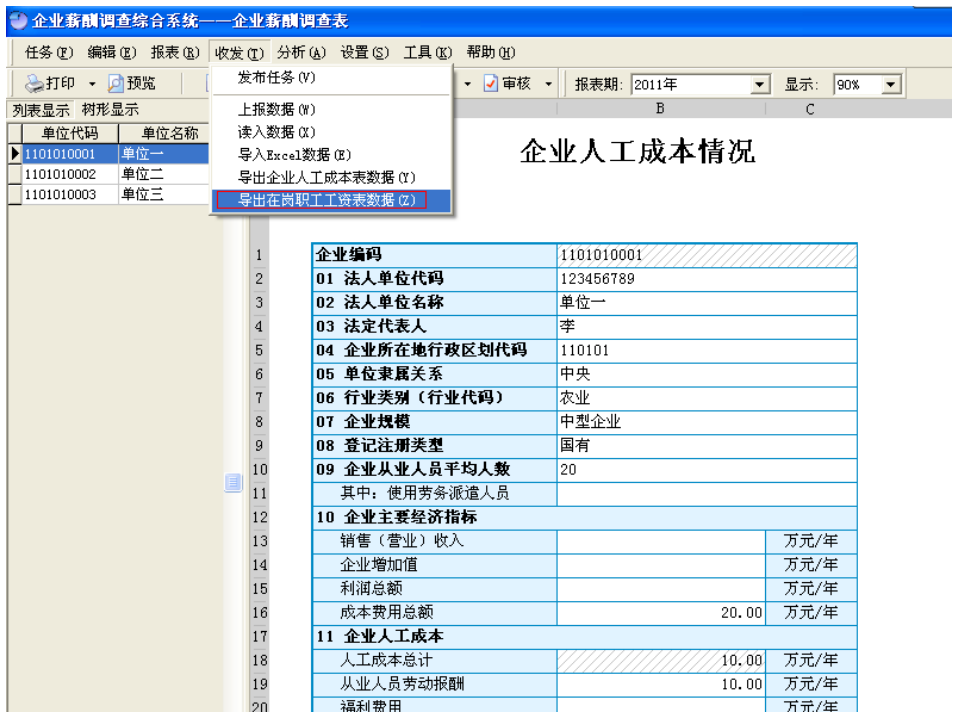 企业薪酬调查综合系统——企业薪酬调查表
任务(F) 编辑(E) 报表(R) 收发(T) 分析(A) 设置(S) 工具(K) 帮助(H)
打印 预览 审核 报表期: 2011年 显示: 90%
发布任务(V)
上报数据(W)
读入数据(X)
导入Excel数据(E)
导出企业人工成本表数据(Y)
导出在岗职工工资表数据(Z)
列表显示 树形显示
单位代码 单位名称
1101010001 单位一
1101010002 单位二
1101010003 单位三
B C
企业人工成本情况
1 企业编码 1101010001
2 01 法人单位代码 123456789
3 02 法人单位名称 单位一
4 03 法定代表人 李
5 04 企业所在地行政区划代码 110101
6 05 单位隶属关系 中央
7 06 行业类别（行业代码） 农业
8 07 企业规模 中型企业
9 08 登记注册类型 国有
10 09 企业从业人员平均人数 20
11 其中：使用劳务派遣人员
12 10 企业主要经济指标
13 销售（营业）收入 万元/年
14 企业增加值 万元/年
15 利润总额 万元/年
16 成本费用总额 20.00 万元/年
17 11 企业人工成本
18 人工成本总计 10.00 万元/年
19 从业人员劳动报酬 10.00 万元/年
20 福利费用 万元/年